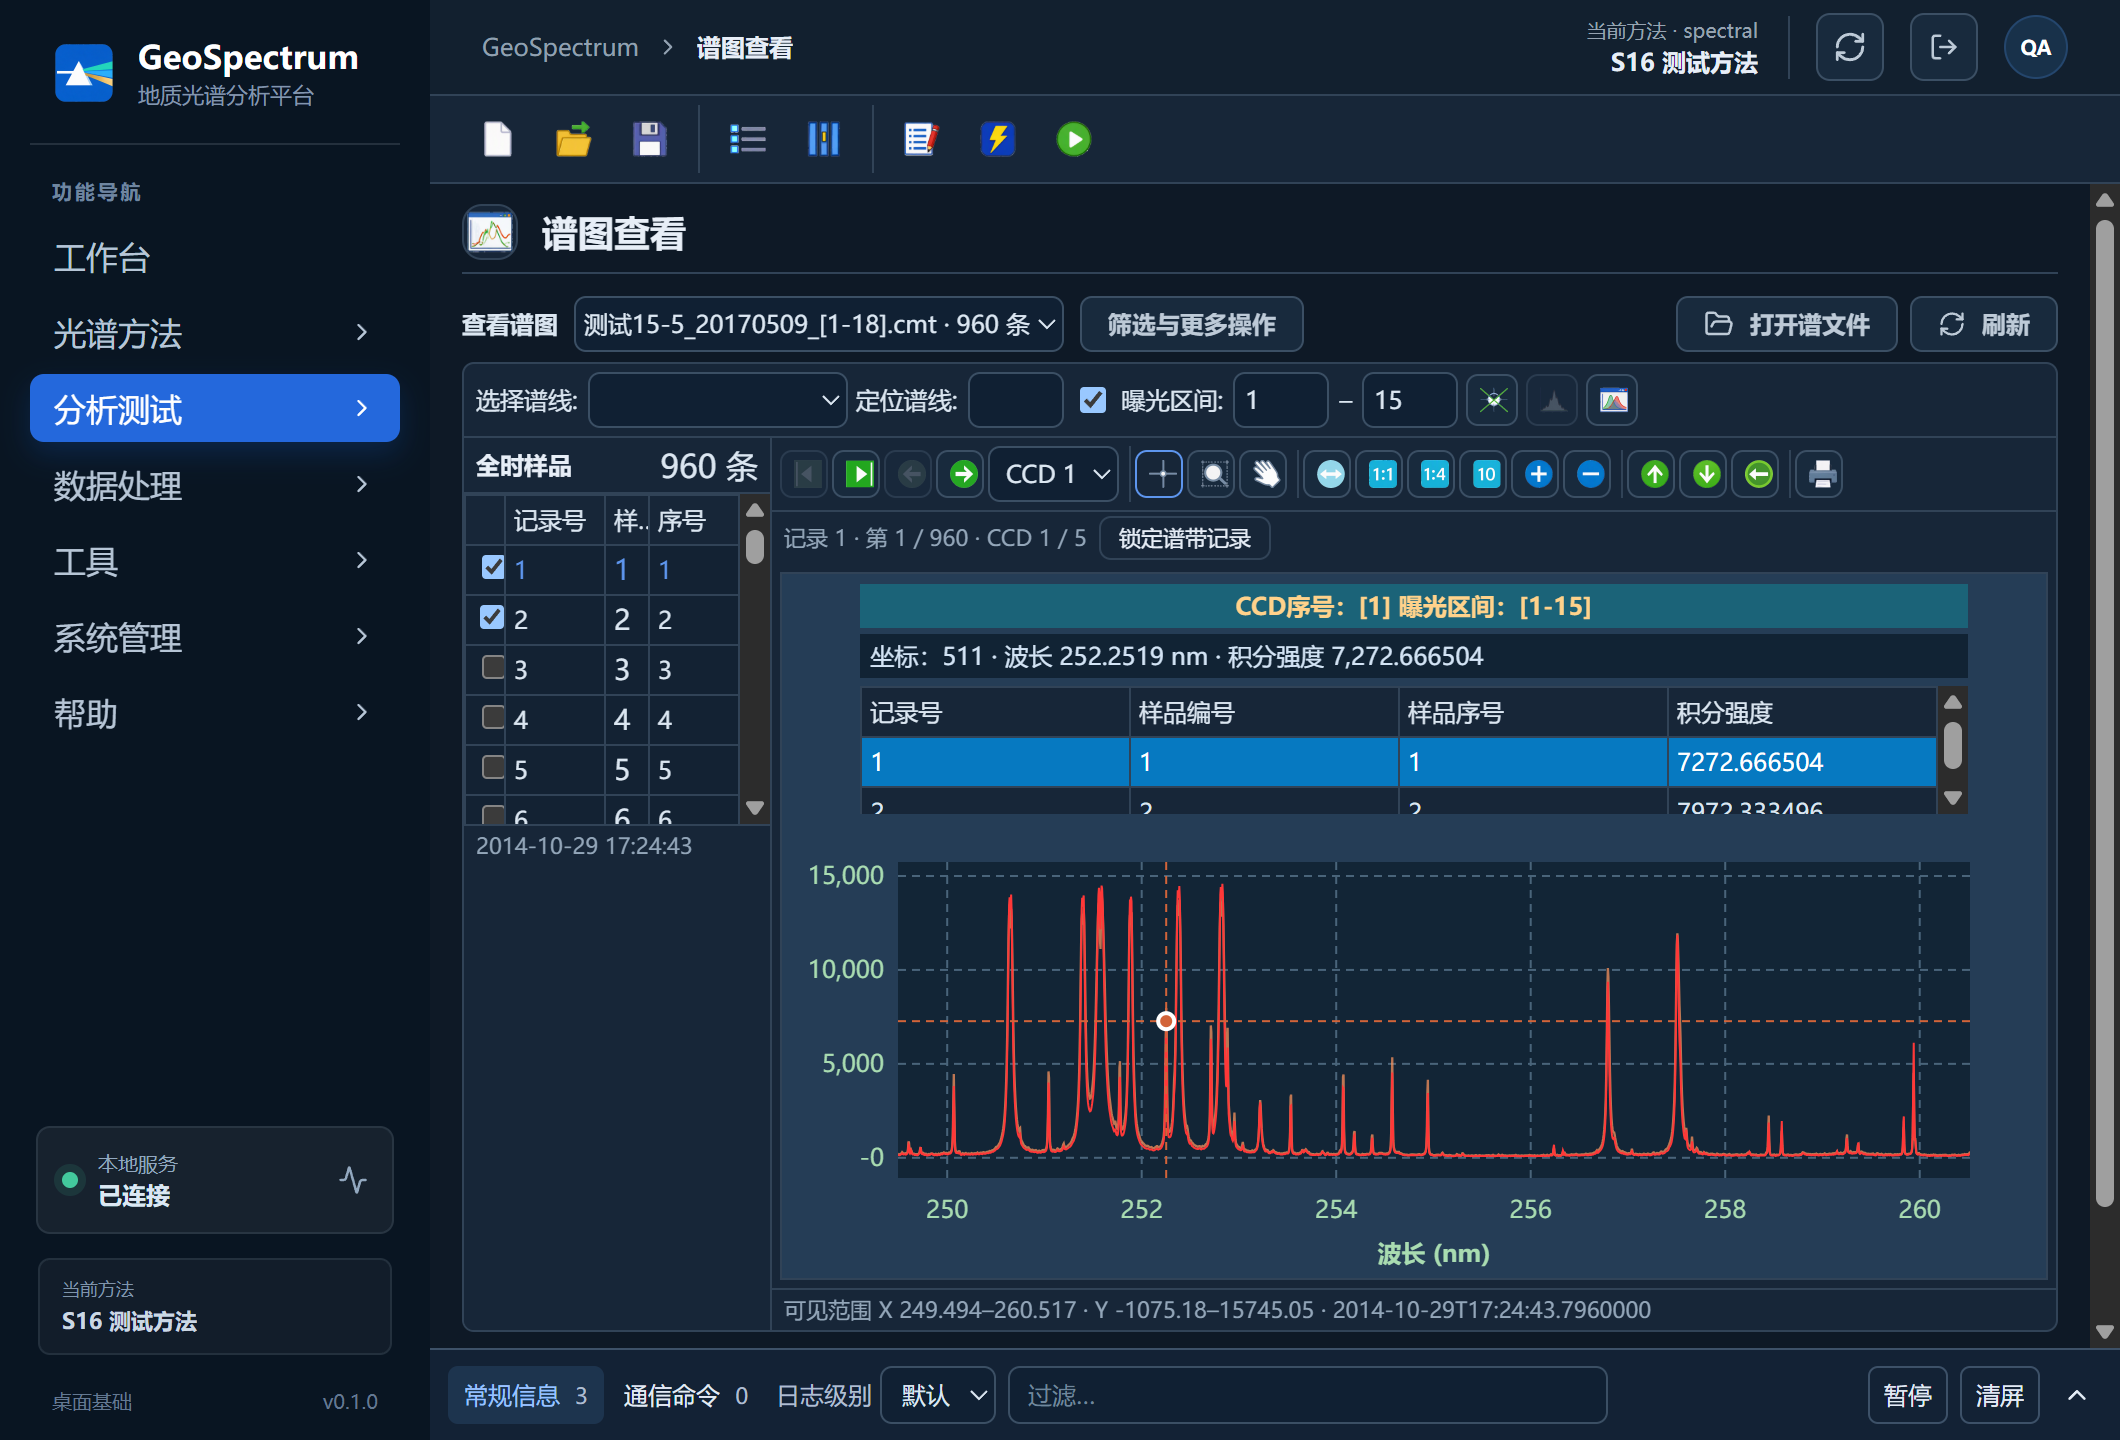 GeoSpectrum
地质光谱分析平台
功能导航
工作台
光谱方法
分析测试
数据处理
工具
系统管理
帮助
本地服务
已连接
当前方法
S16 测试方法
桌面基础 v0.1.0
GeoSpectrum > 谱图查看
当前方法 · spectral
S16 测试方法
QA
谱图查看
查看谱图 测试15-5_20170509_[1-18].cmt · 960 条 筛选与更多操作 打开谱文件 刷新
选择谱线: 定位谱线: 曝光区间: 1 – 15
全时样品 960 条
CCD 1 1:1 1:4 10
记录号 样.. 序号
1 1 1
2 2 2
3 3 3
4 4 4
5 5 5
6 6 6
2014-10-29 17:24:43
记录 1 · 第 1 / 960 · CCD 1 / 5 锁定谱带记录
CCD序号：[1] 曝光区间：[1-15]
坐标：511 · 波长 252.2519 nm · 积分强度 7,272.666504
记录号 样品编号 样品序号 积分强度
1 1 1 7272.666504
2 2 2 7972.333496
15,000
10,000
5,000
-0
250 252 254 256 258 260
波长 (nm)
可见范围 X 249.494–260.517 · Y -1075.18–15745.05 · 2014-10-29T17:24:43.7960000
常规信息 3 通信命令 0 日志级别 默认 过滤... 暂停 清屏